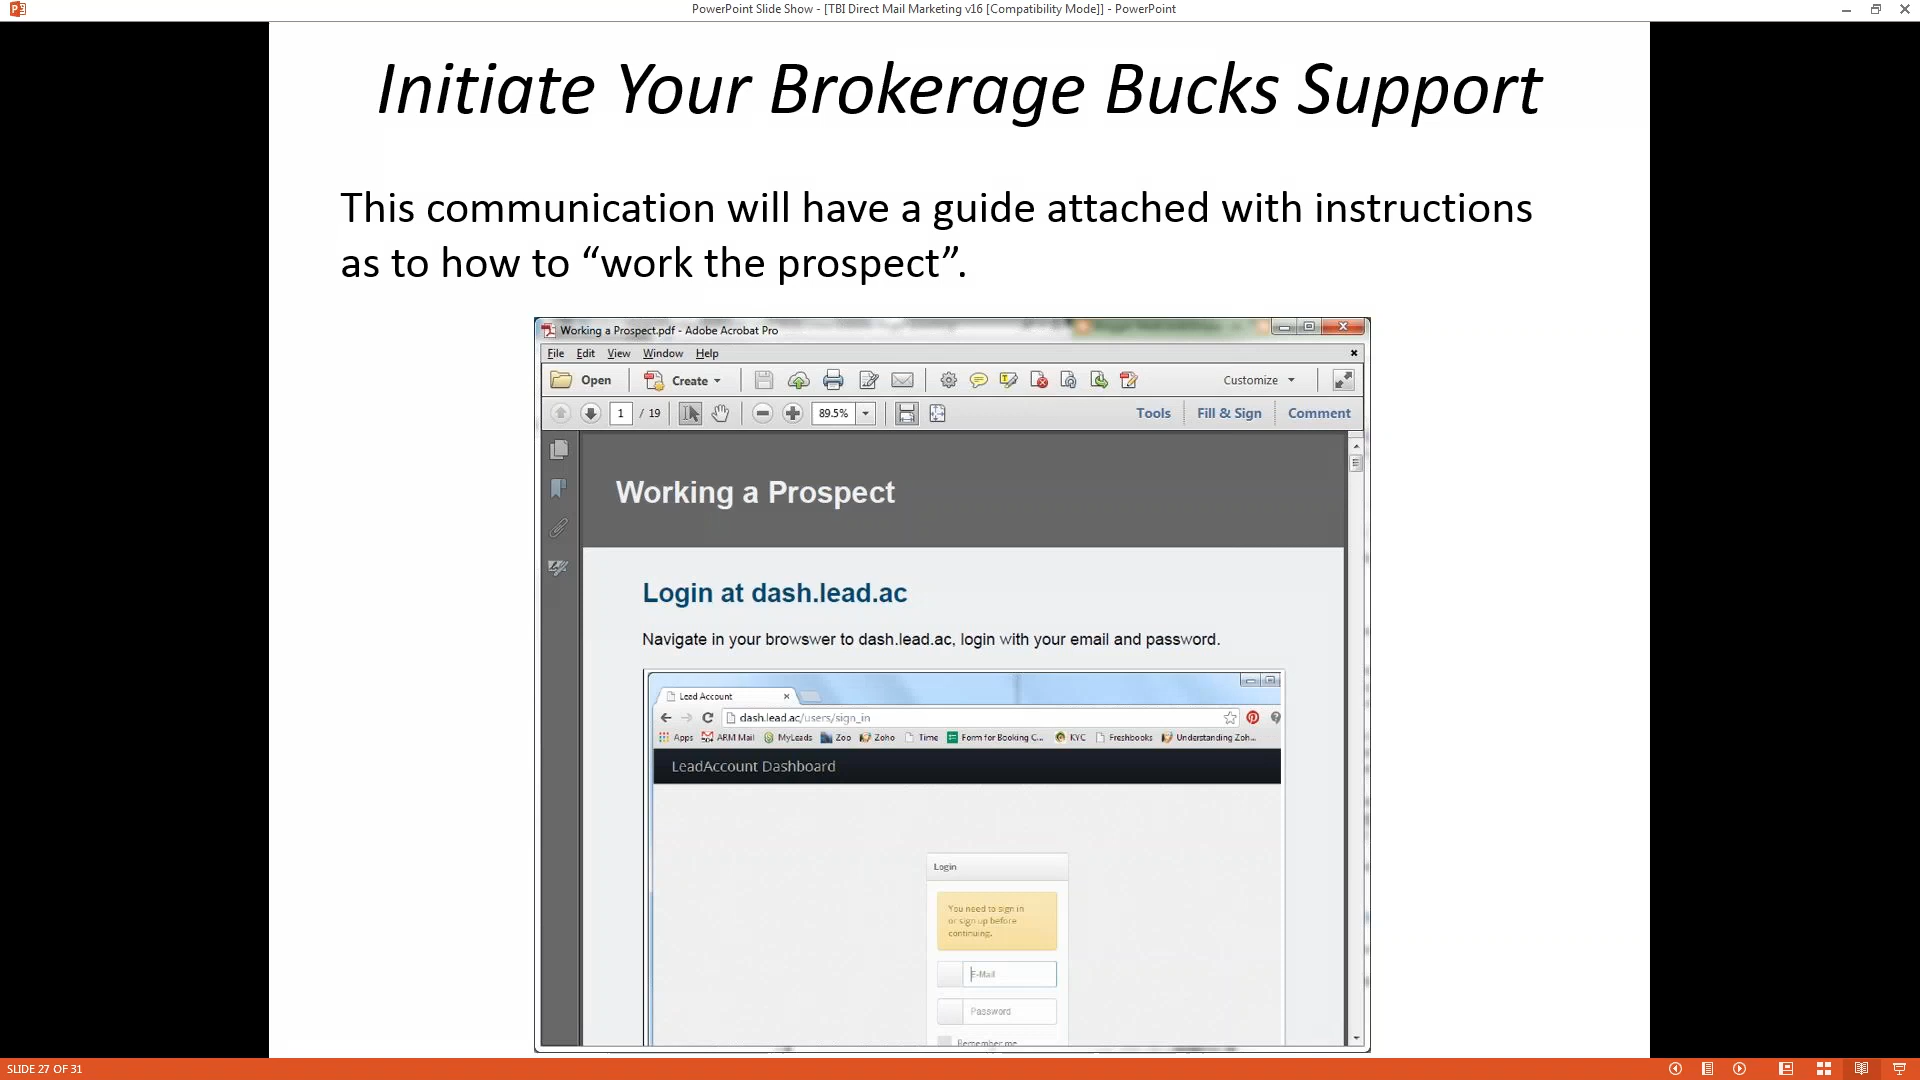 PowerPoint Slide Show - [TBI Direct Mail Marketing v16 [Compatibility Mode]] - PowerPoint
Initiate Your Brokerage Bucks Support
This communication will have a guide attached with instructions
as to how to “work the prospect”.
Working a Prospect.pdf - Adobe Acrobat Pro
File Edit View Window Help
Open Create Customize
1 / 19 89.5% Tools Fill & Sign Comment
Working a Prospect
Login at dash.lead.ac
Navigate in your browswer to dash.lead.ac, login with your email and password.
Lead Account
dash.lead.ac/users/sign_in
Apps ARM Mail MyLeads Zoo Zoho Time Form for Booking C... KYC Freshbooks Understanding Zoh...
LeadAccount Dashboard
Login
You need to sign in
or sign up before
continuing.
E-Mail
Password
Remember me
SLIDE 27 OF 31